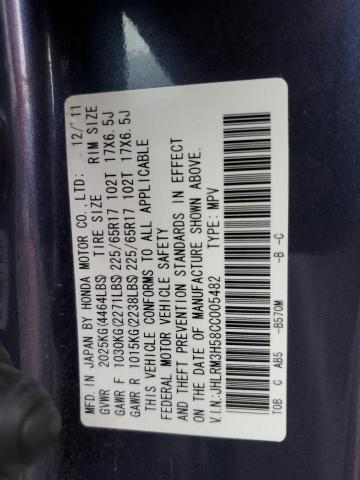 MFD. IN JAPAN BY HONDA MOTOR CO., LTD: 12/'11
GVWR 2025KG(4464LBS) TIRE SIZE RIM SIZE
GAWR F 1030KG(2271LBS) 225/65R17 102T 17X6.5J
GAWR R 1015KG(2238LBS) 225/65R17 102T 17X6.5J
THIS VEHICLE CONFORMS TO ALL APPLICABLE
FEDERAL MOTOR VEHICLE SAFETY
AND THEFT PREVENTION STANDARDS IN EFFECT
ON THE DATE OF MANUFACTURE SHOWN ABOVE.
V.I.N:JHLRM3H58CC005482 TYPE: MPV
T0B C AB5 -B570M -B -C